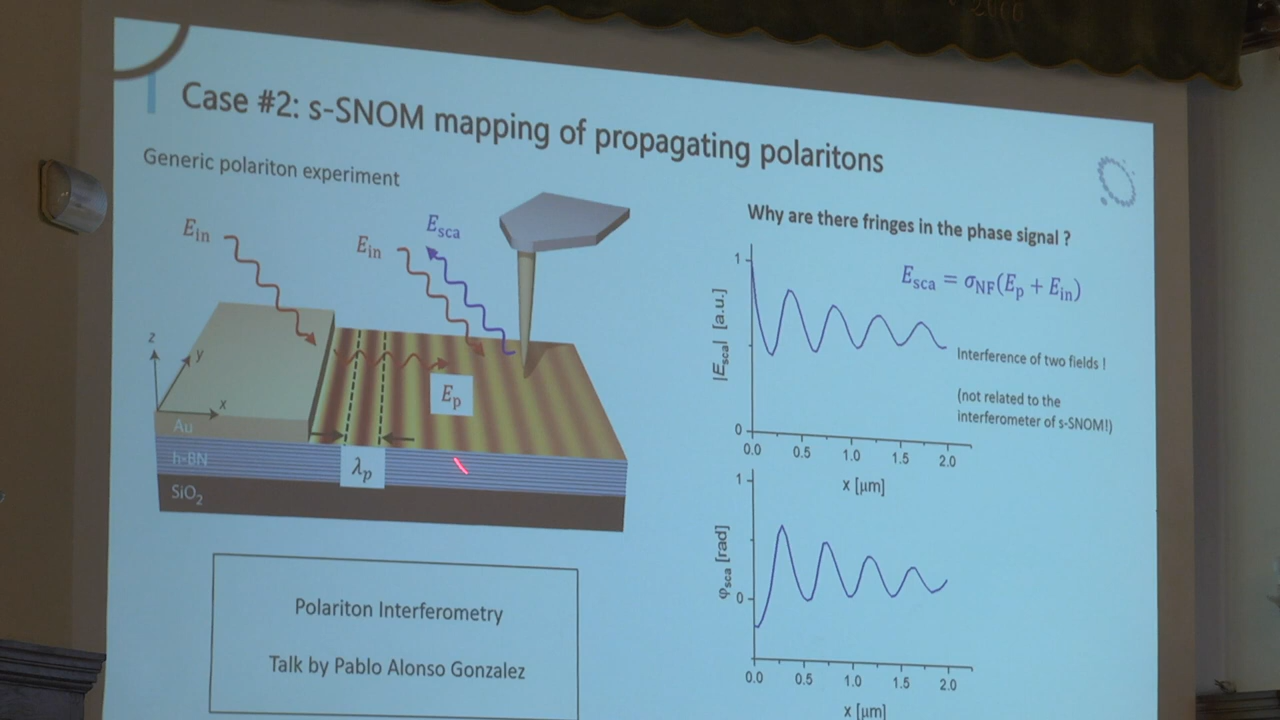 2000
Case #2: s-SNOM mapping of propagating polaritons
Generic polariton experiment
E_in
E_in
E_sca
z
y
x
Au
h-BN
SiO₂
E_p
λ_p
Polariton Interferometry
Talk by Pablo Alonso Gonzalez
Why are there fringes in the phase signal ?
E_sca = σ_NF(E_p + E_in)
|E_sca| [a.u.]
1
0
0.0 0.5 1.0 1.5 2.0
x [μm]
Interference of two fields !
(not related to the
interferometer of s-SNOM!)
φ_sca [rad]
1
0
0.0 0.5 1.0 1.5 2.0
x [μm]